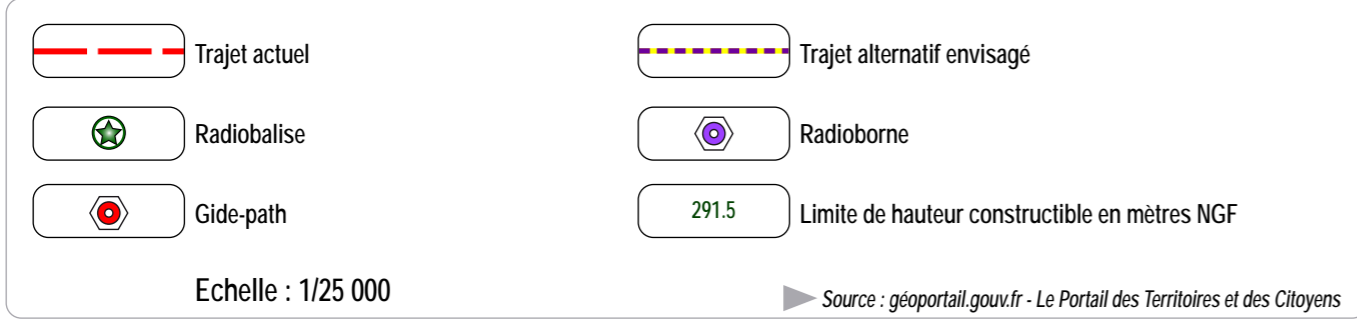 Trajet actuel
Trajet alternatif envisagé
Radiobalise
Radioborne
Gide-path
291.5 Limite de hauteur constructible en mètres NGF
Echelle : 1/25 000
Source : géoportail.gouv.fr - Le Portail des Territoires et des Citoyens